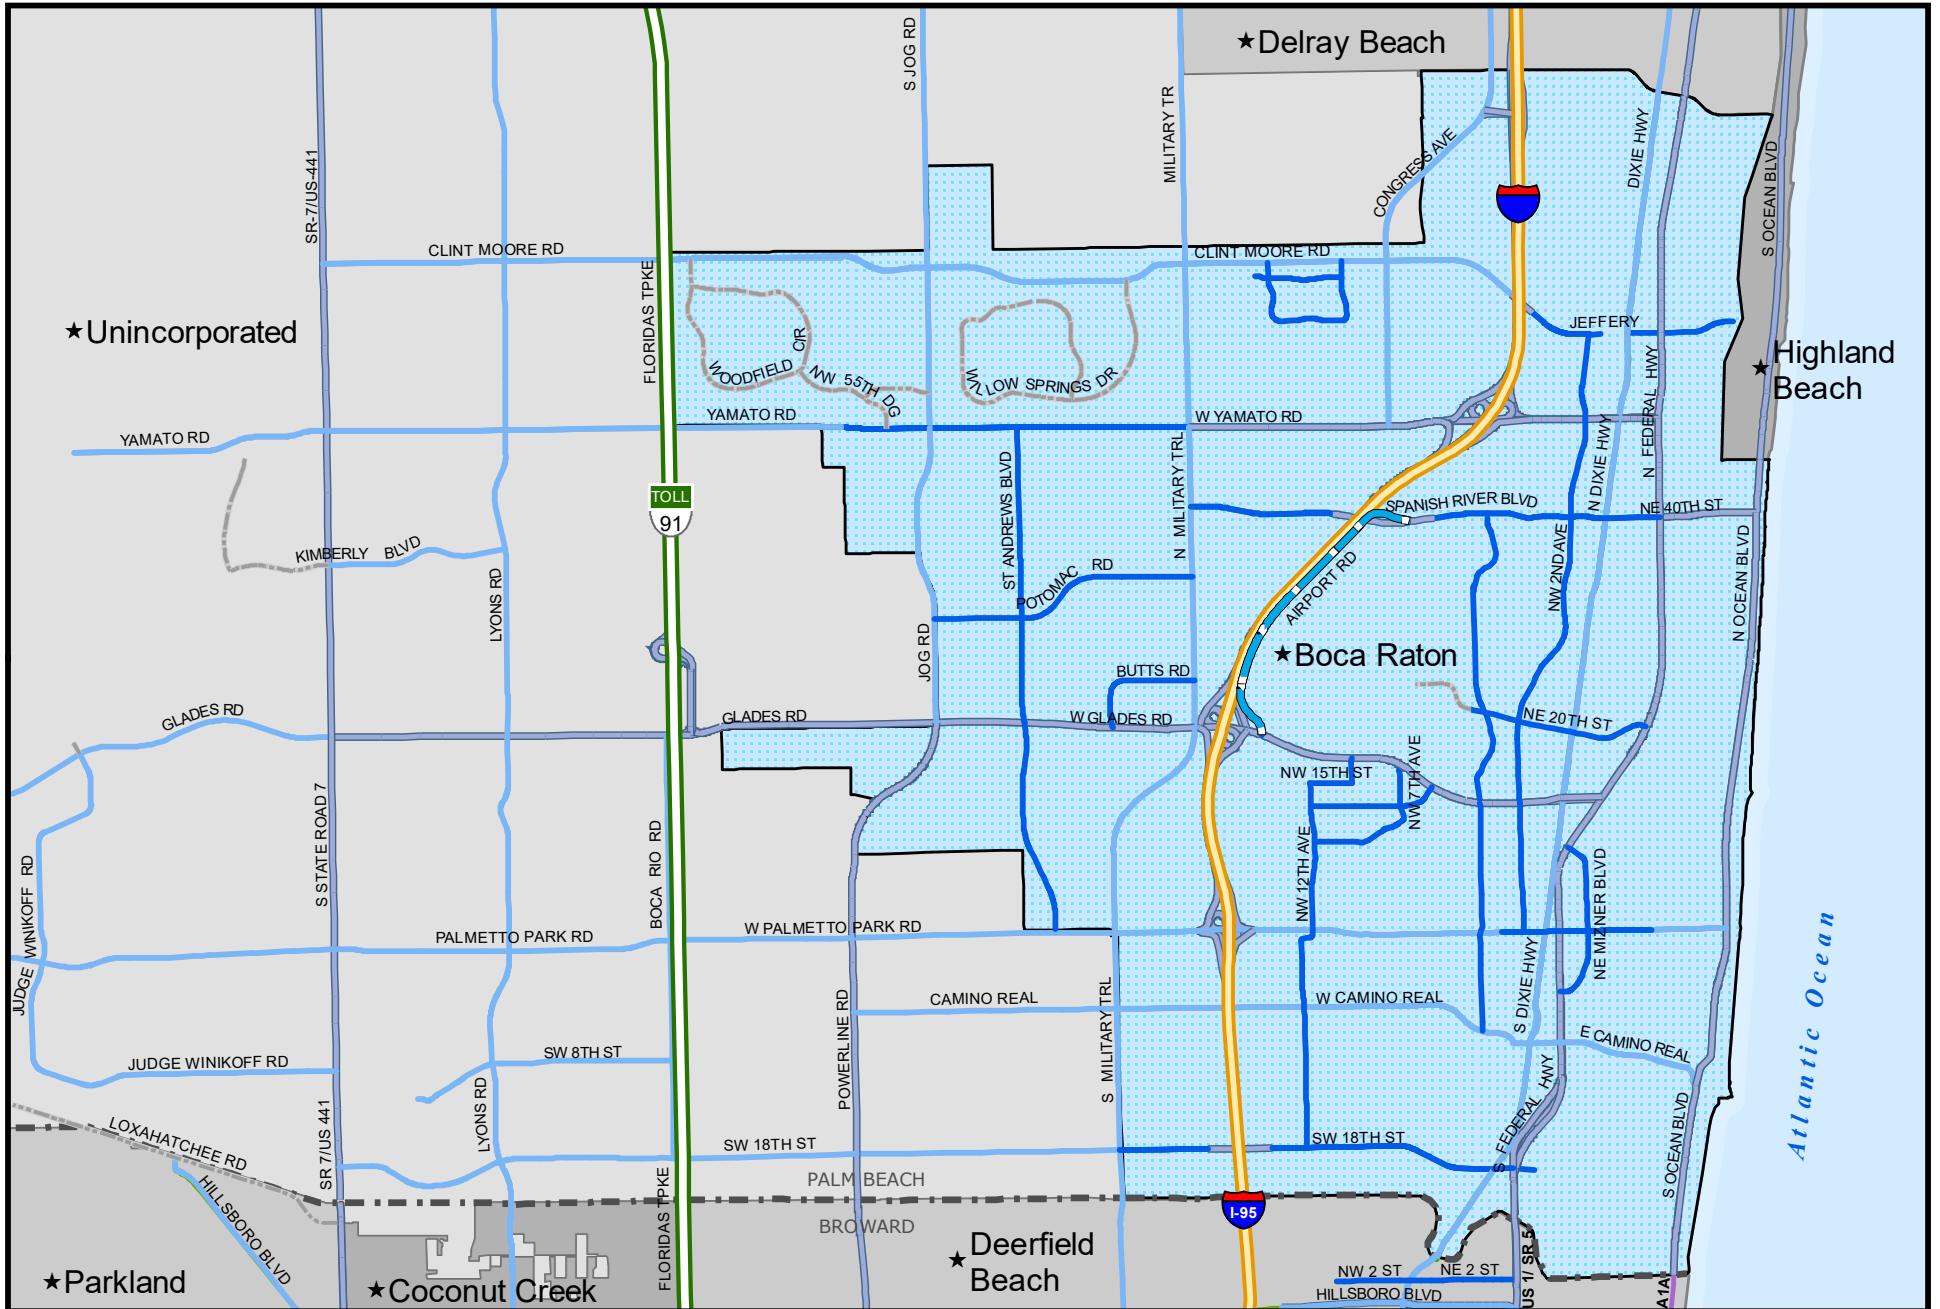 Delray Beach
S JOG RD
MILITARY TR
CONGRESS AVE
DIXIE HWY
S OCEAN BLVD
SR-7/US-441
CLINT MOORE RD
CLINT MOORE RD
FLORIDAS TPKE
Unincorporated
JEFFERY
Highland
Beach
WOODFIELD CIR
NW 55TH DG
WILLOW SPRINGS DR
N FEDERAL HWY
YAMATO RD
YAMATO RD
W YAMATO RD
N MILITARY TRL
N DIXIE HWY
ST ANDREWS BLVD
TOLL
91
SPANISH RIVER BLVD
NE 40TH ST
KIMBERLY BLVD
POTOMAC RD
AIRPORT RD
NW 2ND AVE
N OCEAN BLVD
LYONS RD
JOG RD
Boca Raton
BUTTS RD
GLADES RD
GLADES RD
W GLADES RD
NE 20TH ST
NW 15TH ST
NW 7TH AVE
S STATE ROAD 7
BOCA RIO RD
NW 12TH AVE
NE MIZNER BLVD
JUDGE WINIKOFF RD
PALMETTO PARK RD
W PALMETTO PARK RD
S DIXIE HWY
CAMINO REAL
W CAMINO REAL
E CAMINO REAL
POWERLINE RD
S MILITARY TRL
Atlantic Ocean
JUDGE WINIKOFF RD
SW 8TH ST
LYONS RD
S FEDERAL HWY
S OCEAN BLVD
LOXAHATCHEE RD
SR 7/US 441
SW 18TH ST
SW 18TH ST
PALM BEACH
BROWARD
FLORIDAS TPKE
HILLSBORO BLVD
I-95
Deerfield
Beach
US 1/ SR 5
A1A
NW 2 ST
NE 2 ST
HILLSBORO BLVD
Parkland
Coconut Creek